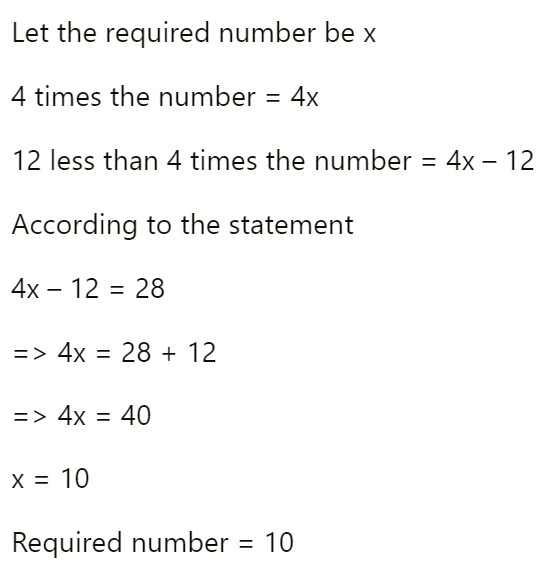 Let the required number be x
4 times the number = 4x
12 less than 4 times the number = 4x – 12
According to the statement
4x – 12 = 28
=> 4x = 28 + 12
=> 4x = 40
x = 10
Required number = 10